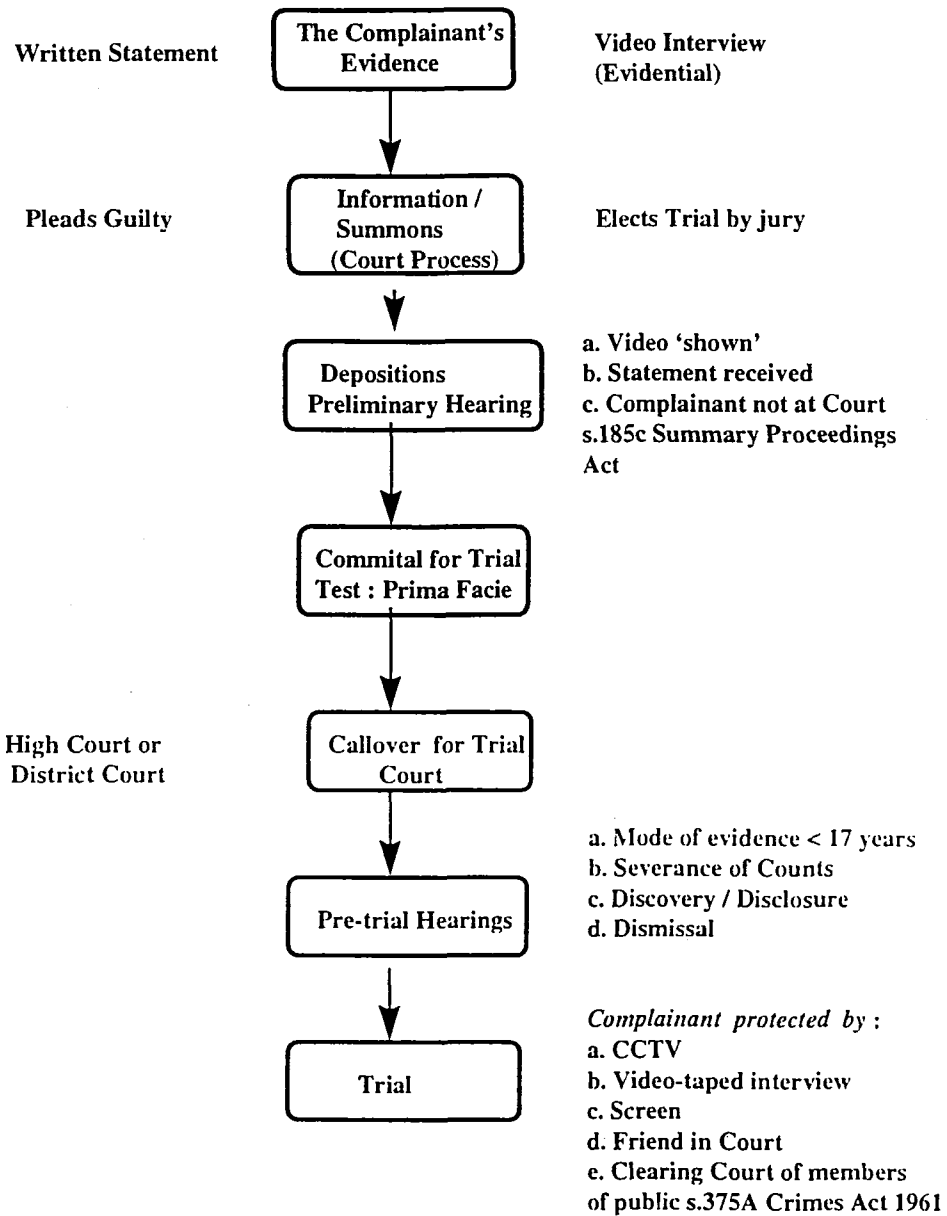 Written Statement
The Complainant's
Evidence
Video Interview
(Evidential)
Pleads Guilty
Information /
Summons
(Court Process)
Elects Trial by jury
Depositions
Preliminary Hearing
a. Video 'shown'
b. Statement received
c. Complainant not at Court
s.185c Summary Proceedings
Act
Commital for Trial
Test : Prima Facie
High Court or
District Court
Callover for Trial
Court
Pre-trial Hearings
a. Mode of evidence < 17 years
b. Severance of Counts
c. Discovery / Disclosure
d. Dismissal
Trial
Complainant protected by :
a. CCTV
b. Video-taped interview
c. Screen
d. Friend in Court
e. Clearing Court of members
of public s.375A Crimes Act 1961